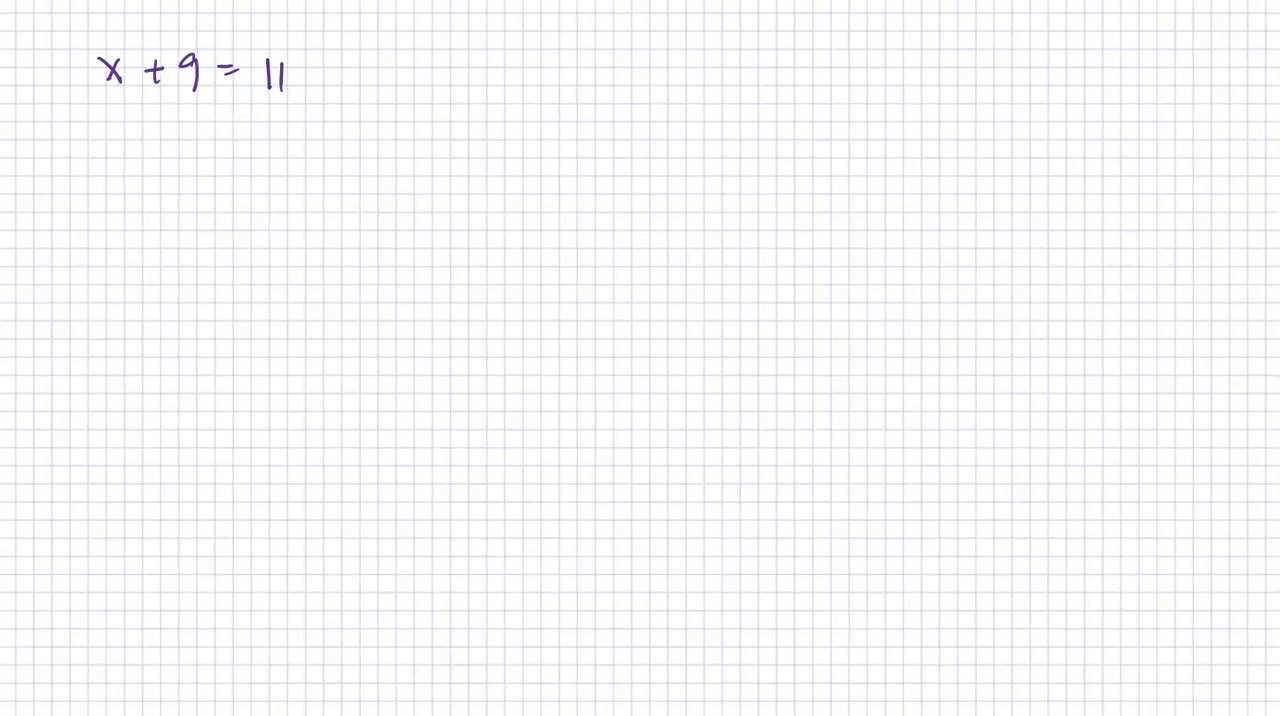 x + 9 = 11